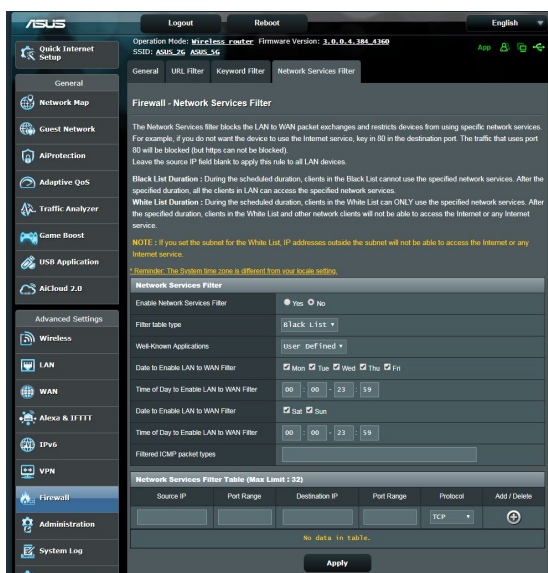 ASUS Logout Reboot English
Quick Internet Setup
Operation Mode: Wireless router Firmware Version: 3.0.0.4.384_4360
SSID: ASUS_2G ASUS_5G
App
General URL Filter Keyword Filter Network Services Filter
General
Network Map
Guest Network
AiProtection
Adaptive QoS
Traffic Analyzer
Game Boost
USB Application
AiCloud 2.0
Advanced Settings
Wireless
LAN
WAN
Alexa & IFTTT
IPv6
VPN
Firewall
Administration
System Log
Firewall - Network Services Filter
The Network Services filter blocks the LAN to WAN packet exchanges and restricts devices from using specific network services.
For example, if you do not want the device to use the Internet service, key in 80 in the destination port. The traffic that uses port
80 will be blocked (but https can not be blocked).
Leave the source IP field blank to apply this rule to all LAN devices.
Black List Duration : During the scheduled duration, clients in the Black List cannot use the specified network services. After the
specified duration, all the clients in LAN can access the specified network services.
White List Duration : During the scheduled duration, clients in the White List can ONLY use the specified network services. After
the specified duration, clients in the White List and other network clients will not be able to access the Internet or any Internet
service.
NOTE : If you set the subnet for the White List, IP addresses outside the subnet will not be able to access the Internet or any
Internet service.
* Reminder: The System time zone is different from your locale setting.
Network Services Filter
Enable Network Services Filter Yes No
Filter table type Black List
Well-Known Applications User Defined
Date to Enable LAN to WAN Filter Mon Tue Wed Thu Fri
Time of Day to Enable LAN to WAN Filter 00 : 00 - 23 : 59
Date to Enable LAN to WAN Filter Sat Sun
Time of Day to Enable LAN to WAN Filter 00 : 00 - 23 : 59
Filtered ICMP packet types
Network Services Filter Table (Max Limit : 32)
Source IP Port Range Destination IP Port Range Protocol Add / Delete
TCP
No data in table.
Apply